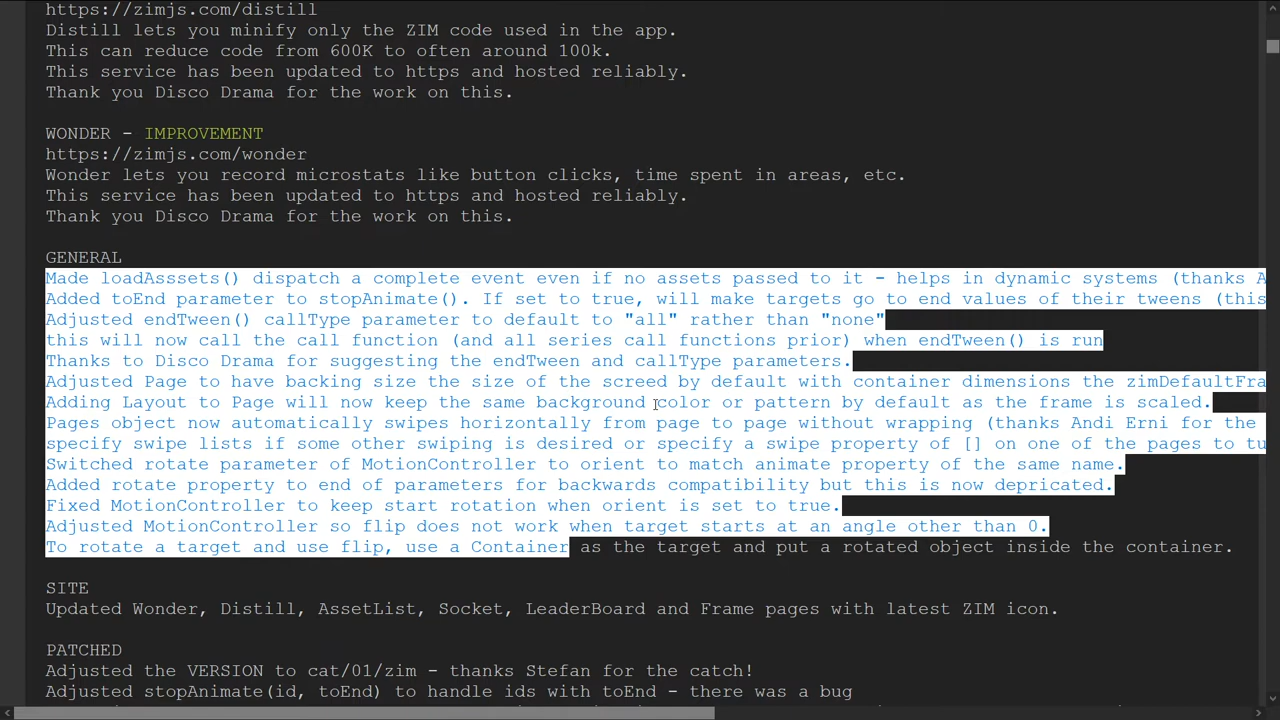 https://zimjs.com/distill
Distill lets you minify only the ZIM code used in the app.
This can reduce code from 600K to often around 100k.
This service has been updated to https and hosted reliably.
Thank you Disco Drama for the work on this.
WONDER - IMPROVEMENT
https://zimjs.com/wonder
Wonder lets you record microstats like button clicks, time spent in areas, etc.
This service has been updated to https and hosted reliably.
Thank you Disco Drama for the work on this.
GENERAL
Made loadAsssets() dispatch a complete event even if no assets passed to it - helps in dynamic systems (thanks A
Added toEnd parameter to stopAnimate(). If set to true, will make targets go to end values of their tweens (this
Adjusted endTween() callType parameter to default to "all" rather than "none"
this will now call the call function (and all series call functions prior) when endTween() is run
Thanks to Disco Drama for suggesting the endTween and callType parameters.
Adjusted Page to have backing size the size of the screed by default with container dimensions the zimDefaultFra
Adding Layout to Page will now keep the same background color or pattern by default as the frame is scaled.
Pages object now automatically swipes horizontally from page to page without wrapping (thanks Andi Erni for the
specify swipe lists if some other swiping is desired or specify a swipe property of [] on one of the pages to tu
Switched rotate parameter of MotionController to orient to match animate property of the same name.
Added rotate property to end of parameters for backwards compatibility but this is now depricated.
Fixed MotionController to keep start rotation when orient is set to true.
Adjusted MotionController so flip does not work when target starts at an angle other than 0.
To rotate a target and use flip, use a Container as the target and put a rotated object inside the container.
SITE
Updated Wonder, Distill, AssetList, Socket, LeaderBoard and Frame pages with latest ZIM icon.
PATCHED
Adjusted the VERSION to cat/01/zim - thanks Stefan for the catch!
Adjusted stopAnimate(id, toEnd) to handle ids with toEnd - there was a bug